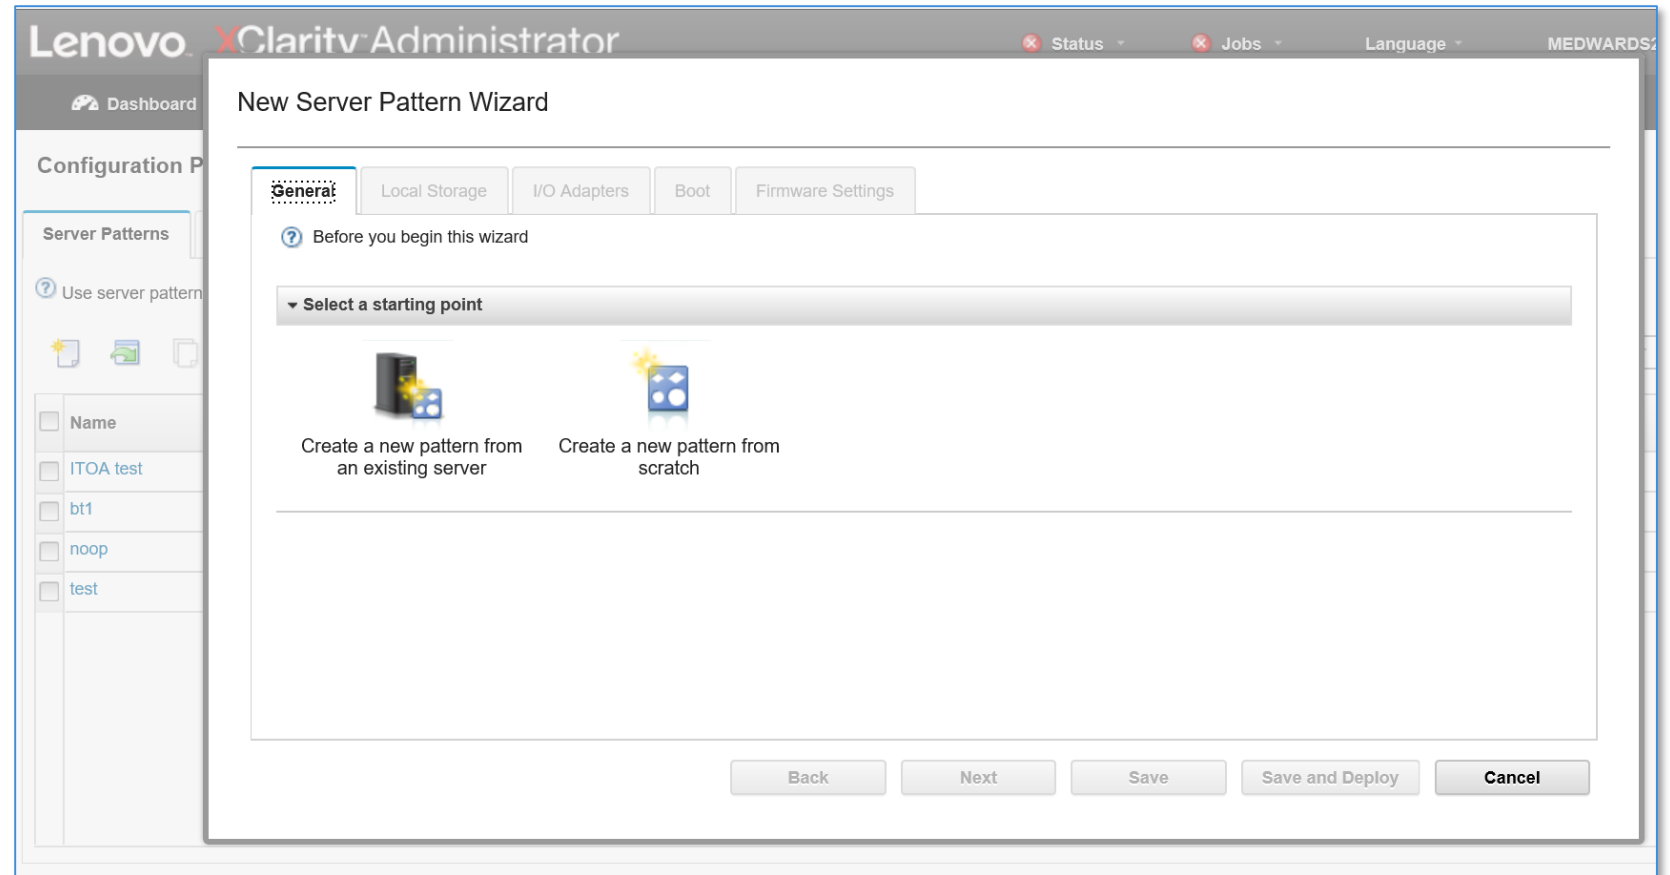 Lenovo XClarity Administrator
Status
Jobs
Language
MEDWARDS2
Dashboard
Configuration P
Server Patterns
Use server pattern
Name
ITOA test
bt1
noop
test
New Server Pattern Wizard
General
Local Storage
I/O Adapters
Boot
Firmware Settings
Before you begin this wizard
Select a starting point
Create a new pattern from
an existing server
Create a new pattern from
scratch
Back
Next
Save
Save and Deploy
Cancel